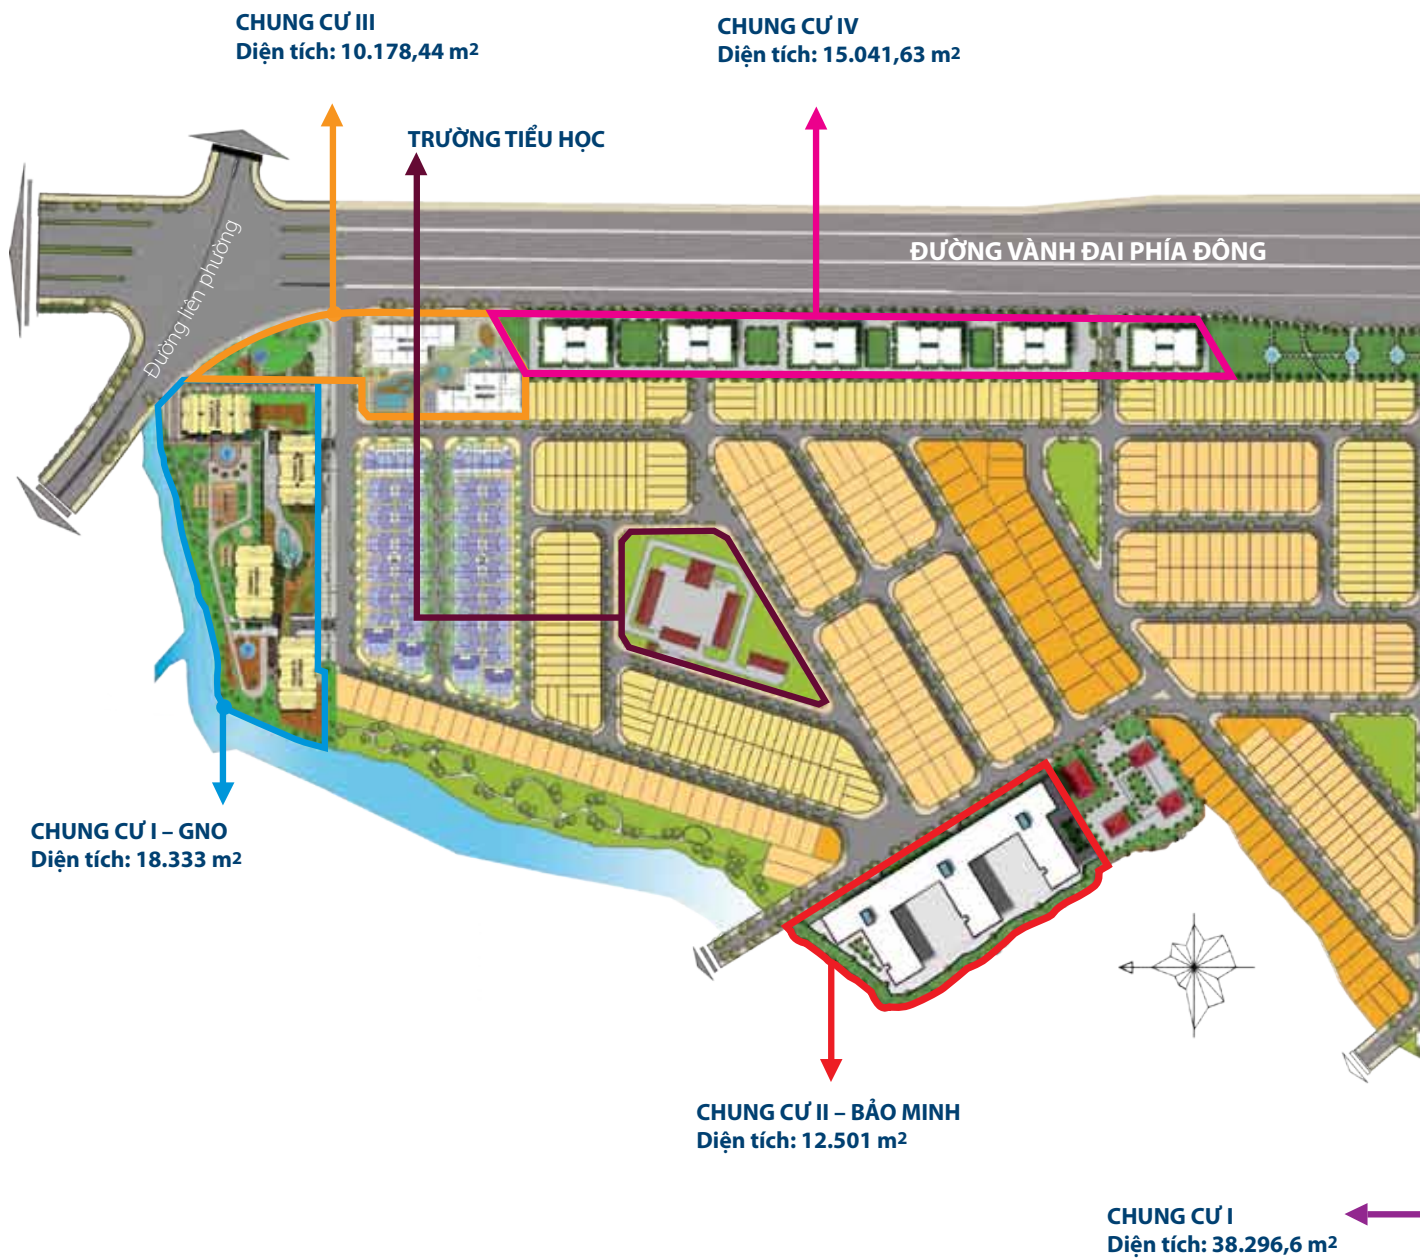 CHUNG CƯ III
Diện tích: 10.178,44 m2
CHUNG CƯ IV
Diện tích: 15.041,63 m2
TRƯỜNG TIỂU HỌC
Đường liên phường
ĐƯỜNG VÀNH ĐAI PHÍA ĐÔNG
CHUNG CƯ I – GNO
Diện tích: 18.333 m2
CHUNG CƯ II – BẢO MINH
Diện tích: 12.501 m2
CHUNG CƯ I
Diện tích: 38.296,6 m2